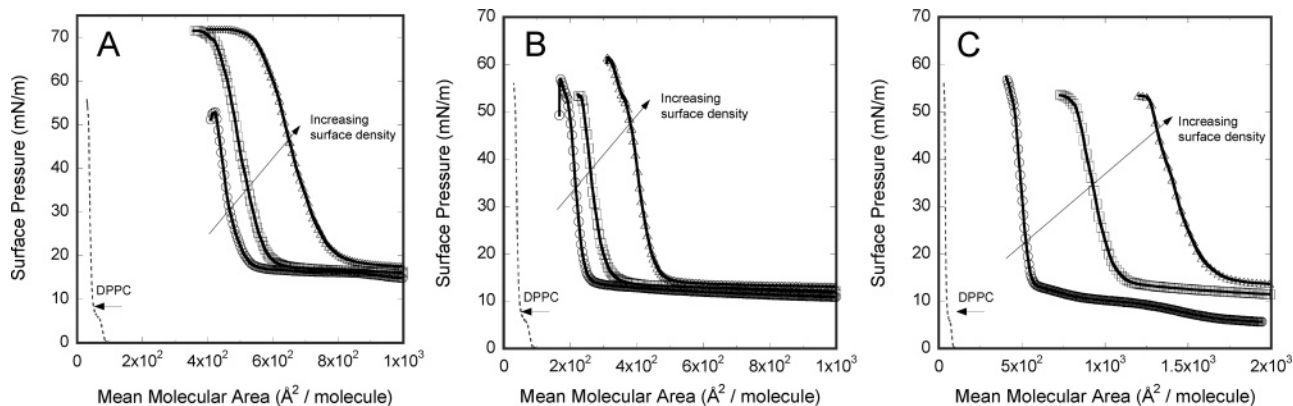 A
Surface Pressure (mN/m)
70
60
50
40
30
20
10
0
Increasing
surface density
DPPC
0 2x10² 4x10² 6x10² 8x10² 1x10³
Mean Molecular Area (Å² / molecule)
B
Surface Pressure (mN/m)
70
60
50
40
30
20
10
0
Increasing
surface density
DPPC
0 2x10² 4x10² 6x10² 8x10² 1x10³
Mean Molecular Area (Å² / molecule)
C
Surface Pressure (mN/m)
70
60
50
40
30
20
10
0
Increasing
surface density
DPPC
0 5x10² 1x10³ 1.5x10³ 2x10³
Mean Molecular Area (Å² / molecule)